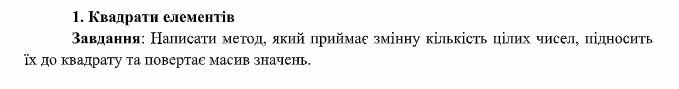 1. Квадрати елементів
Завдання: Написати метод, який приймає змінну кількість цілих чисел, підносить
їх до квадрату та повертає масив значень.